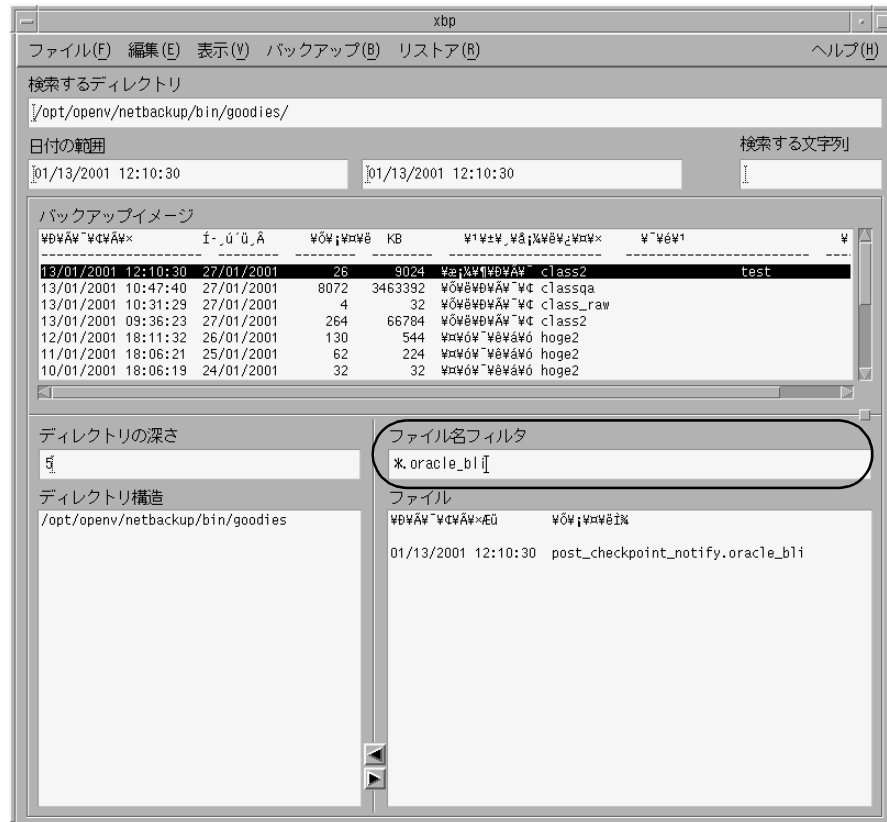 xbp
ファイル(F) 編集(E) 表示(V) バックアップ(B) リストア(R) ヘルプ(H)
検索するディレクトリ
/opt/openv/netbackup/bin/goodies/
日付の範囲 検索する文字列
01/13/2001 12:10:30 01/13/2001 12:10:30
バックアップイメージ
¥Ð¥Ã¥¯¥¢¥Ã¥× Í­¸ú´ü¸Â ¥Õ¥¡¥¤¥ë KB ¥¹¥±¥¸¥å¡¼¥ë¥¿¥¤¥× ¥¯¥é¥¹ ¥
13/01/2001 12:10:30 27/01/2001 26 9024 ¥æ¡¼¥¶¥Ð¥Ã¥¯ class2 test
13/01/2001 10:47:40 27/01/2001 8072 3463392 ¥Õ¥ë¥Ð¥Ã¥¯¥¢ classqa
13/01/2001 10:31:29 27/01/2001 4 32 ¥Õ¥ë¥Ð¥Ã¥¯¥¢ class_raw
13/01/2001 09:36:23 27/01/2001 264 66784 ¥Õ¥ë¥Ð¥Ã¥¯¥¢ class2
12/01/2001 18:11:32 26/01/2001 130 544 ¥¤¥ó¥¯¥ê¥á¥ó hoge2
11/01/2001 18:06:21 25/01/2001 62 224 ¥¤¥ó¥¯¥ê¥á¥ó hoge2
10/01/2001 18:06:19 24/01/2001 32 32 ¥¤¥ó¥¯¥ê¥á¥ó hoge2
ディレクトリの深さ ファイル名フィルタ
5 *.oracle_bli
ディレクトリ構造 ファイル
/opt/openv/netbackup/bin/goodies ¥Ð¥Ã¥¯¥¢¥Ã¥×Æü ¥Õ¥¡¥¤¥ëÌ¾
01/13/2001 12:10:30 post_checkpoint_notify.oracle_bli